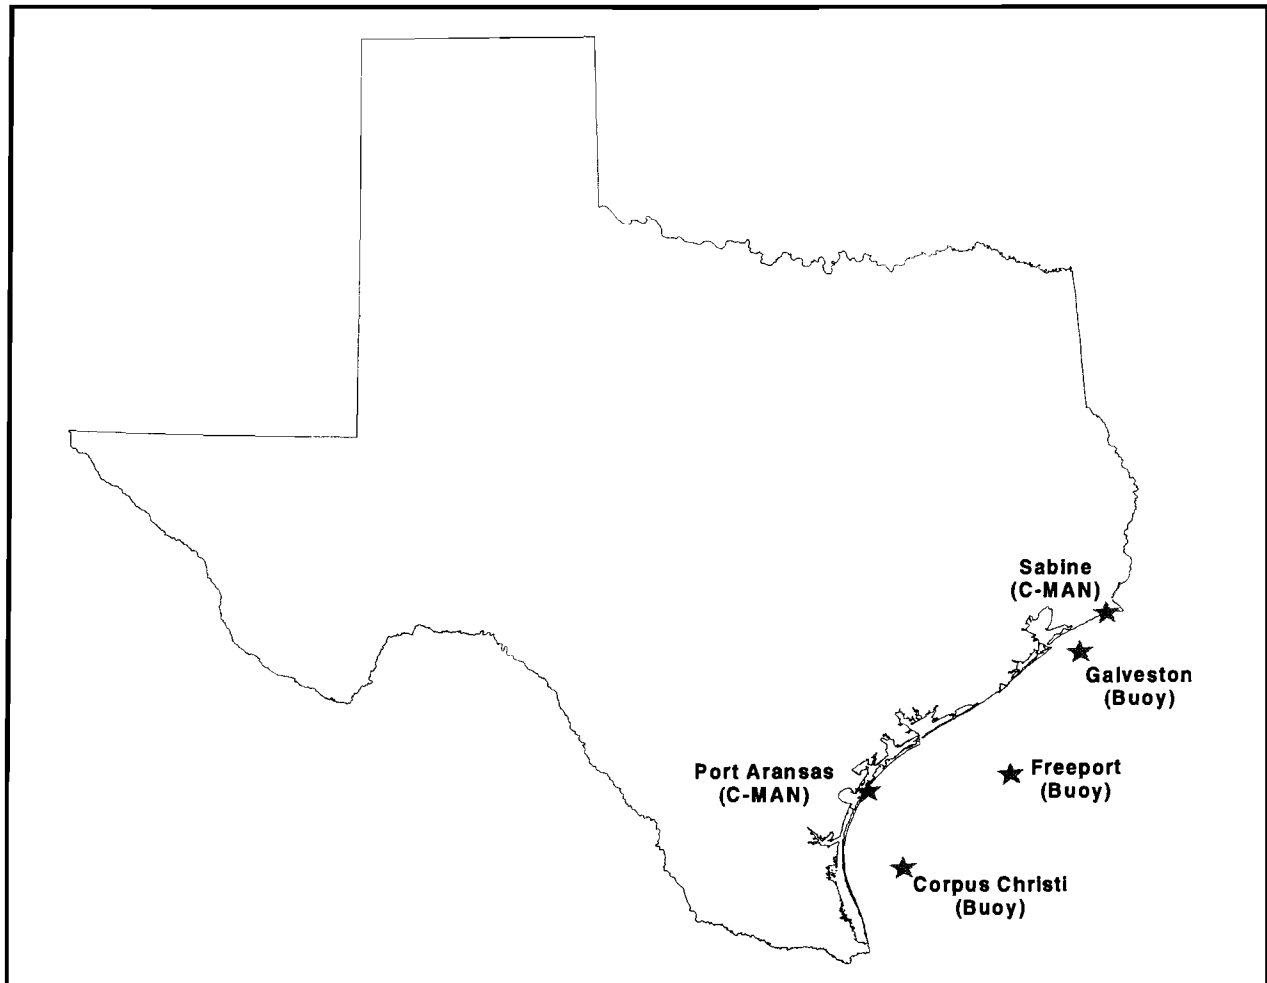 Sabine
(C-MAN)
Galveston
(Buoy)
Port Aransas
(C-MAN)
Freeport
(Buoy)
Corpus Christi
(Buoy)